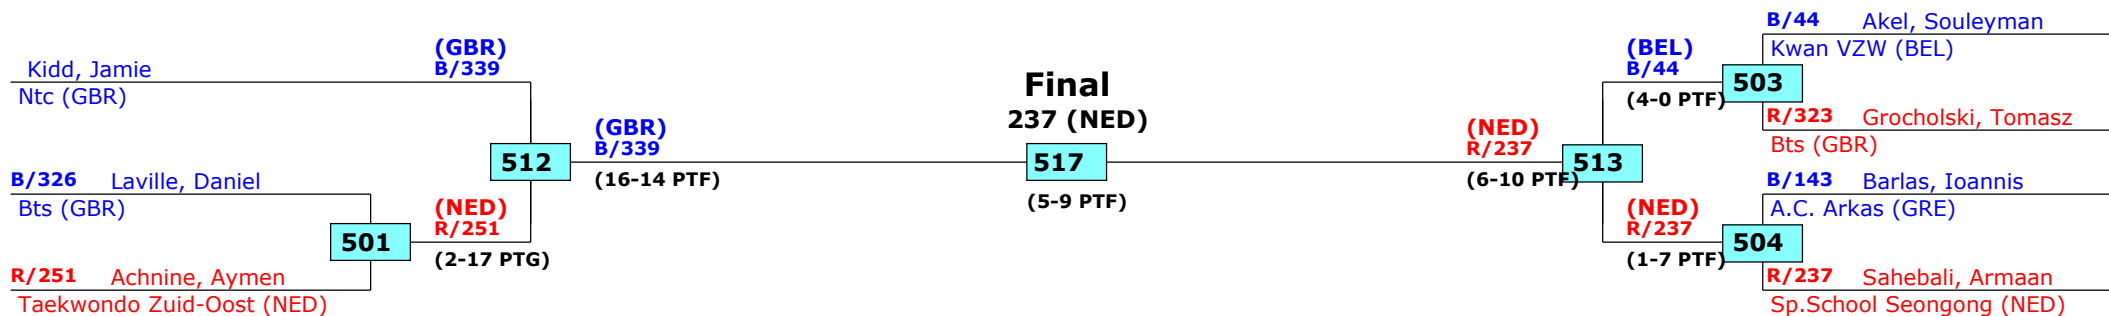 Kidd, Jamie
Ntc (GBR)
(GBR)
B/339
B/326 Laville, Daniel
Bts (GBR)
501
R/251 Achnine, Aymen
Taekwondo Zuid-Oost (NED)
(NED)
R/251
(2-17 PTG)
512
(GBR)
B/339
(16-14 PTF)
Final
237 (NED)
517
(5-9 PTF)
(NED)
R/237
(6-10 PTF)
513
(BEL)
B/44
(4-0 PTF)
503
B/44 Akel, Souleyman
Kwan VZW (BEL)
R/323 Grocholski, Tomasz
Bts (GBR)
(NED)
R/237
(1-7 PTF)
504
B/143 Barlas, Ioannis
A.C. Arkas (GRE)
R/237 Sahebali, Armaan
Sp.School Seongong (NED)